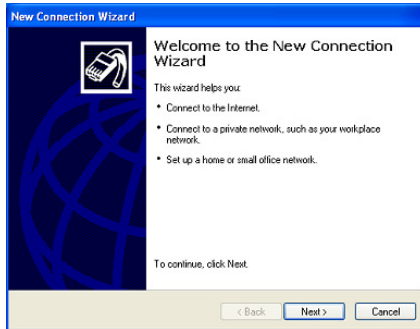 New Connection Wizard
Welcome to the New Connection
Wizard
This wizard helps you:
• Connect to the Internet.
• Connect to a private network, such as your workplace
network.
• Set up a home or small office network.
To continue, click Next.
< Back Next > Cancel